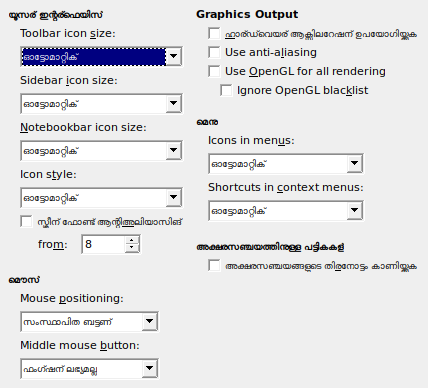 യൂസര്‍ ഇന്റര്‍ഫെയിസ്
Toolbar icon size:
ഓട്ടോമാറ്റിക്
Sidebar icon size:
ഓട്ടോമാറ്റിക്
Notebookbar icon size:
ഓട്ടോമാറ്റിക്
Icon style:
ഓട്ടോമാറ്റിക്
സ്ക്രീന് ഫോണ്ട് ആന്റിഅലിയാസിങ്
from:
8
മൌസ്
Mouse positioning:
സംസ്ഥാപിത ബട്ടണ്
Middle mouse button:
ഫംഗ്ഷന് ലഭ്യമല്ല
Graphics Output
ഹാര്‍ഡ്‌വെയര് ആക്സിലറേഷന് ഉപയോഗിയ്ക്കുക
Use anti-aliasing
Use OpenGL for all rendering
Ignore OpenGL blacklist
മെനു
Icons in menus:
ഓട്ടോമാറ്റിക്
Shortcuts in context menus:
ഓട്ടോമാറ്റിക്
അക്ഷരസഞ്ചയത്തിനുള്ള പട്ടികകള്‍
അക്ഷരസഞ്ചയങ്ങളുടെ തിരനോട്ടം കാണിയ്ക്കുക